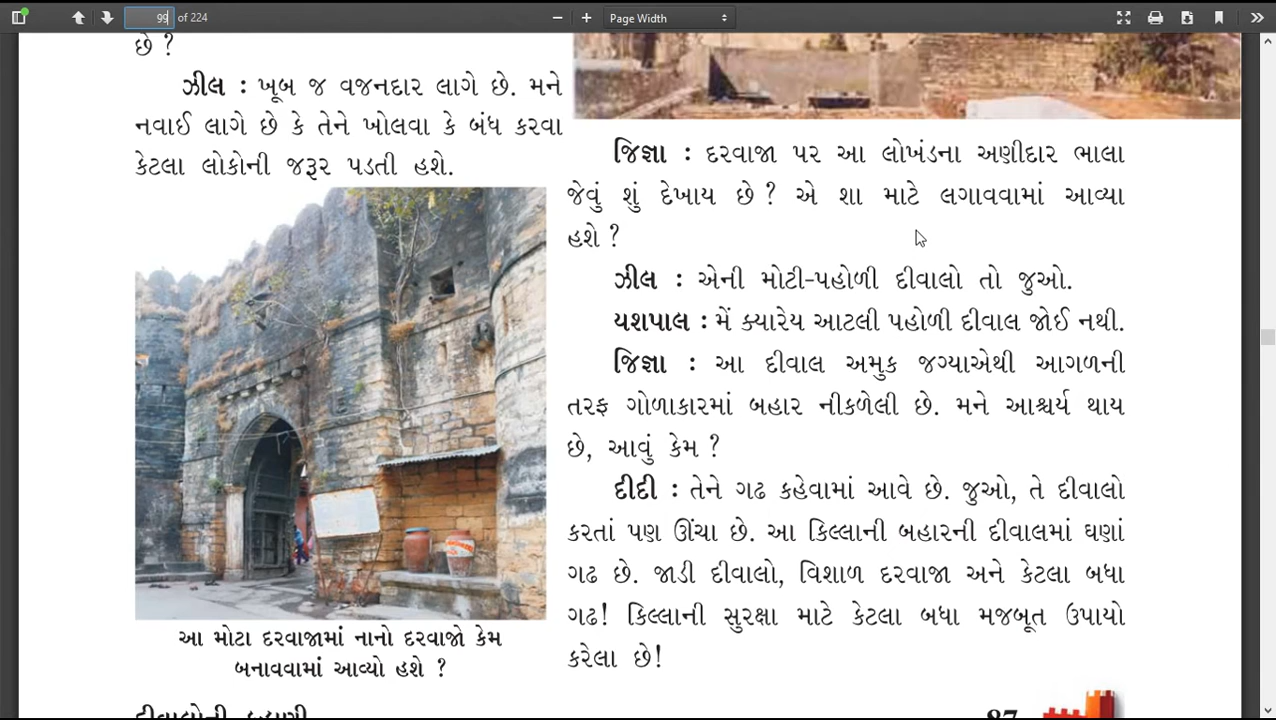 99 of 224
Page Width
છે ?
ઝીલ : ખૂબ જ વજનદાર લાગે છે. મને
નવાઈ લાગે છે કે તેને ખોલવા કે બંધ કરવા
કેટલા લોકોની જરૂર પડતી હશે.
આ મોટા દરવાજામાં નાનો દરવાજો કેમ
બનાવવામાં આવ્યો હશે ?
જિજ્ઞા : દરવાજા પર આ લોખંડના અણીદાર ભાલા
જેવું શું દેખાય છે ? એ શા માટે લગાવવામાં આવ્યા
હશે ?
ઝીલ : એની મોટી-પહોળી દીવાલો તો જુઓ.
યશપાલ : મેં ક્યારેય આટલી પહોળી દીવાલ જોઈ નથી.
જિજ્ઞા : આ દીવાલ અમુક જગ્યાએથી આગળની
તરફ ગોળાકારમાં બહાર નીકળેલી છે. મને આશ્ચર્ય થાય
છે, આવું કેમ ?
દીદી : તેને ગઢ કહેવામાં આવે છે. જુઓ, તે દીવાલો
કરતાં પણ ઊંચા છે. આ કિલ્લાની બહારની દીવાલમાં ઘણાં
ગઢ છે. જાડી દીવાલો, વિશાળ દરવાજા અને કેટલા બધા
ગઢ! કિલ્લાની સુરક્ષા માટે કેટલા બધા મજબૂત ઉપાયો
કરેલા છે!
87